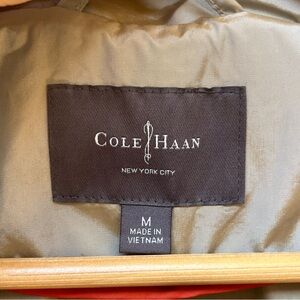 COLE HAAN
NEW YORK CITY
M
MADE IN
VIETNAM